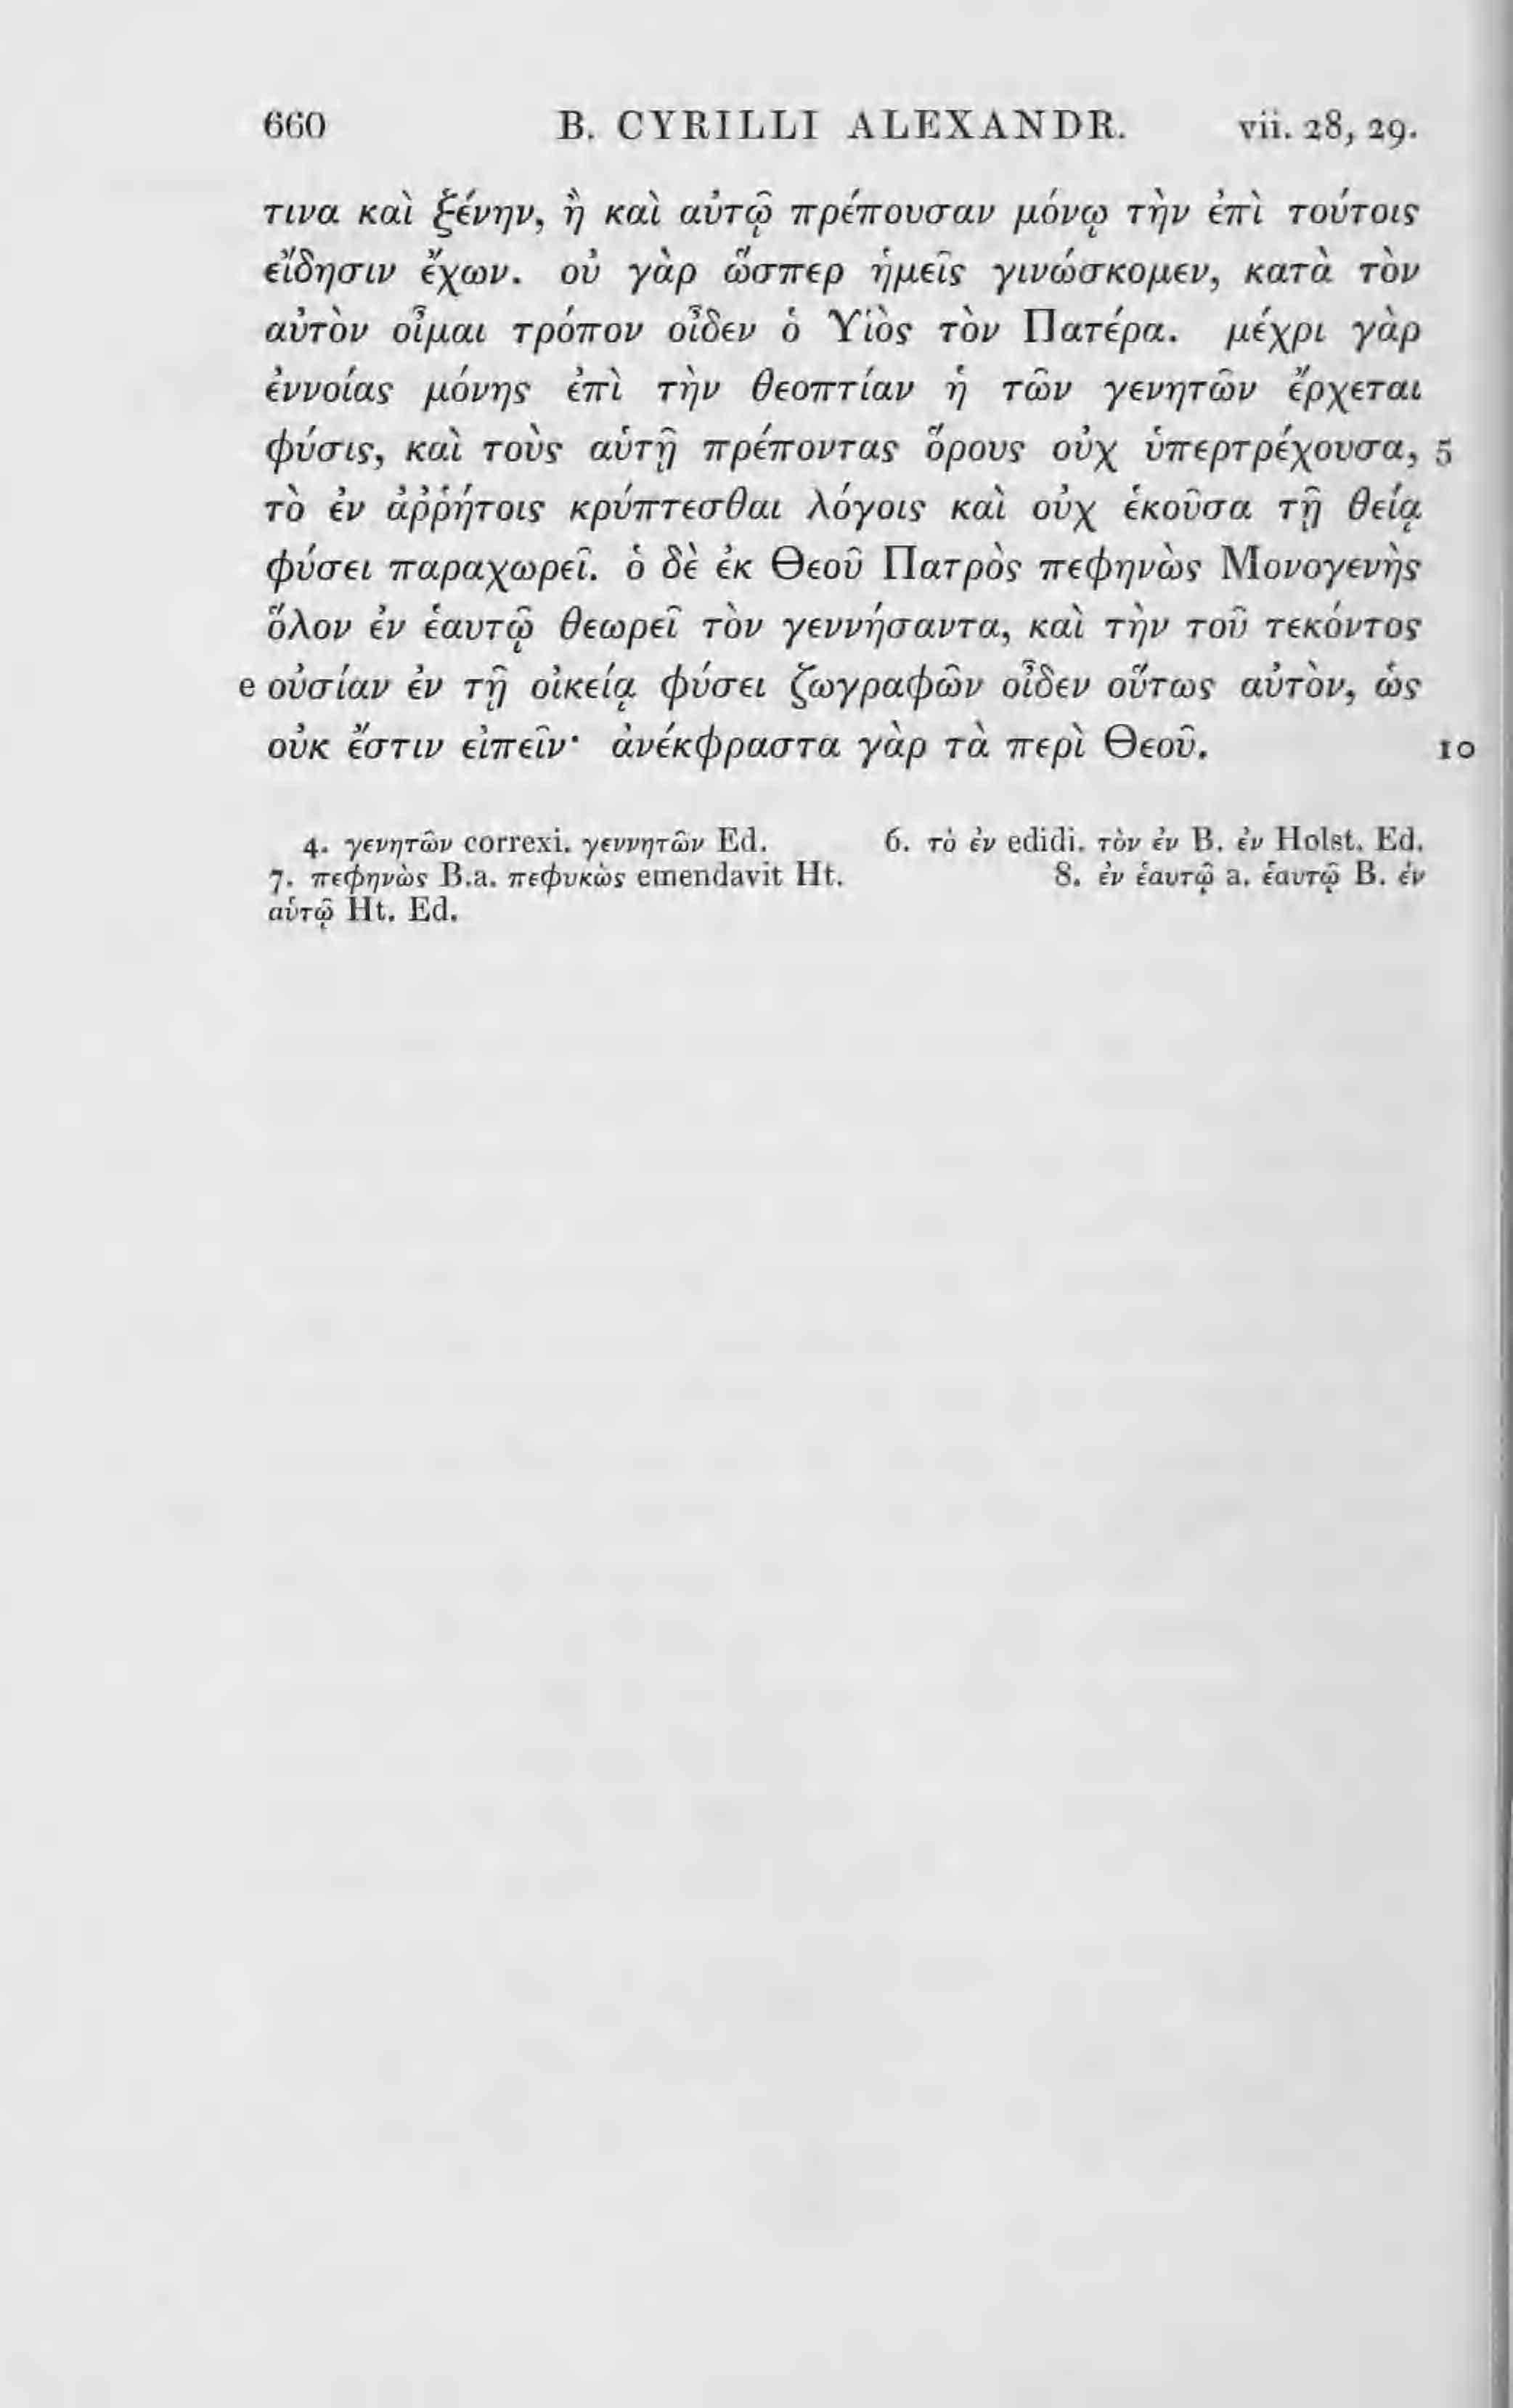 660 B. CYRILLI ALEXANDR. vii. 28, 29.
τινα καὶ ξένην, ἢ καὶ αὐτῷ πρέπουσαν μόνῳ τὴν ἐπὶ τούτοις
εἴδησιν ἔχων. οὐ γὰρ ὥσπερ ἡμεῖς γινώσκομεν, κατὰ τὸν
αὐτὸν οἶμαι τρόπον οἶδεν ὁ Υἱὸς τὸν Πατέρα. μέχρι γὰρ
ἐννοίας μόνης ἐπὶ τὴν θεοπτίαν ἡ τῶν γενητῶν ἔρχεται
φύσις, καὶ τοὺς αὑτῇ πρέποντας ὅρους οὐχ ὑπερτρέχουσα, 5
τὸ ἐν ἀῤῥήτοις κρύπτεσθαι λόγοις καὶ οὐχ ἑκοῦσα τῇ θείᾳ
φύσει παραχωρεῖ. ὁ δὲ ἐκ Θεοῦ Πατρὸς πεφηνὼς Μονογενὴς
ὅλον ἐν ἑαυτῷ θεωρεῖ τὸν γεννήσαντα, καὶ τὴν τοῦ τεκόντος
e οὐσίαν ἐν τῇ οἰκείᾳ φύσει ζωγραφῶν οἶδεν οὕτως αὐτὸν, ὡς
οὐκ ἔστιν εἰπεῖν· ἀνέκφραστα γὰρ τὰ περὶ Θεοῦ. 10
4. γενητῶν correxi. γεννητῶν Ed. 6. τὸ ἐν edidi. τὸν ἐν B. ἐν Holst. Ed.
7. πεφηνὼς B.a. πεφυκὼς emendavit Ht. 8. ἐν ἑαυτῷ a. ἑαυτῷ B. ἐν
αὑτῷ Ht. Ed.